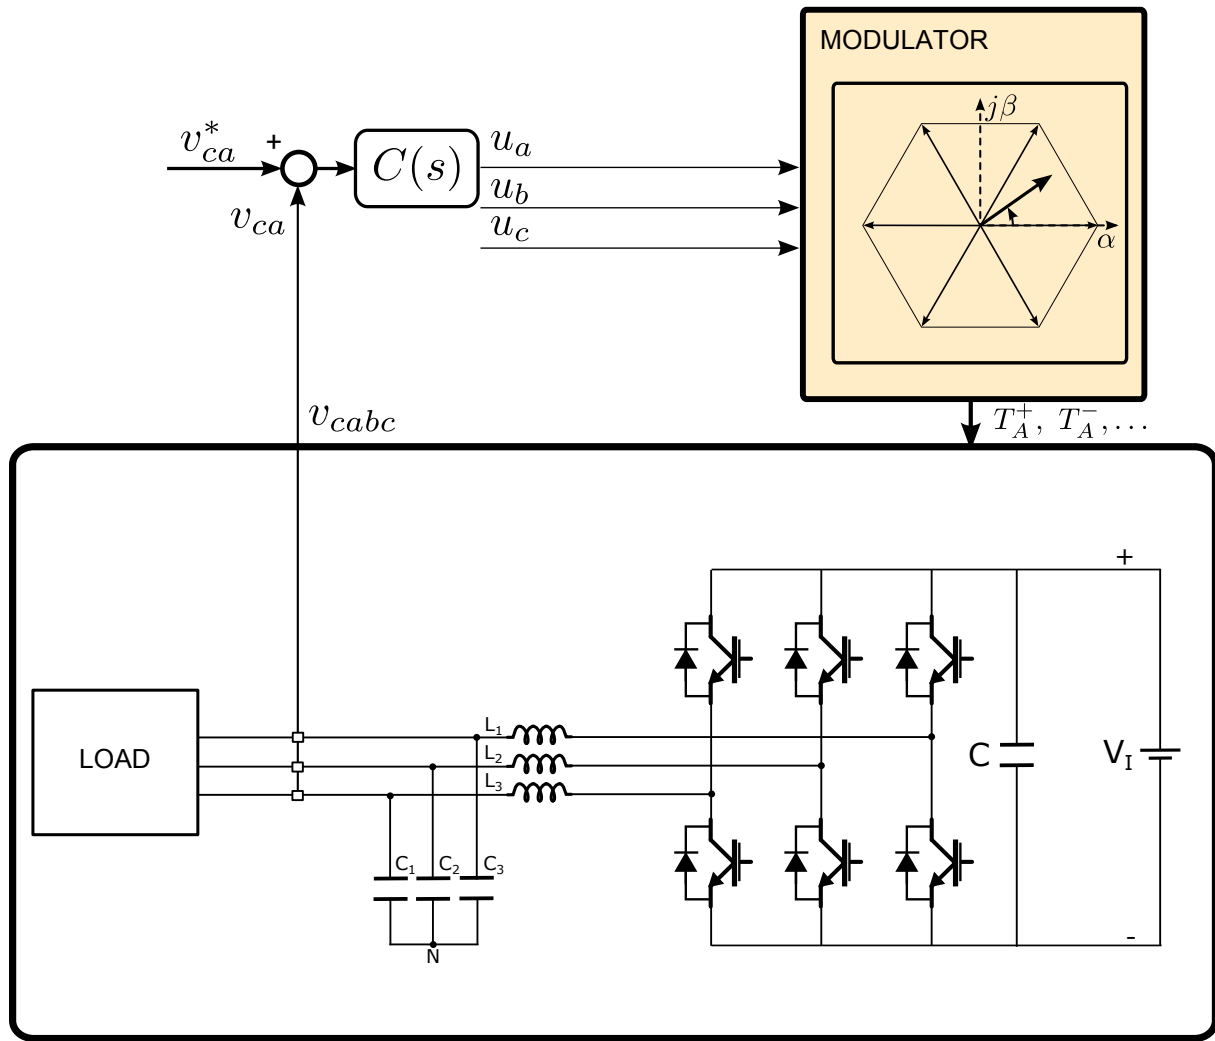 MODULATOR
jβ
α
v*ca
+
C(s)
ua
ub
uc
vca
vcabc
T+A, T−A, ...
+
L1
L2
L3
LOAD
C
VI
C1
C2
C3
-
N